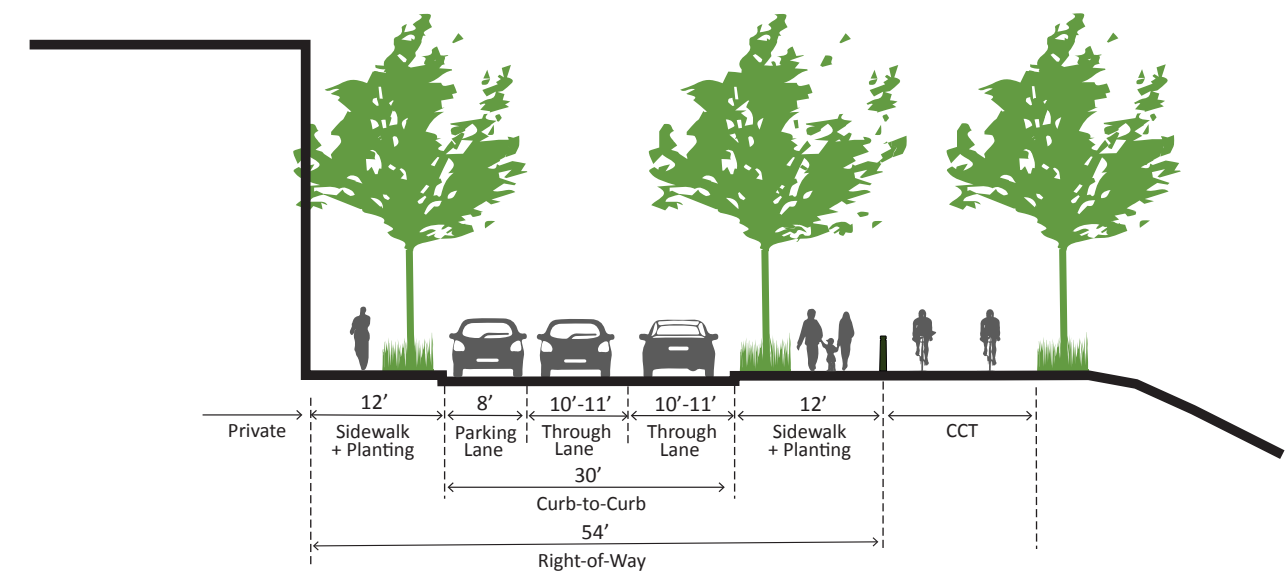 12’
8’
10’-11’
10’-11’
12’
Private
Sidewalk
+ Planting
Parking
Lane
Through
Lane
Through
Lane
Sidewalk
+ Planting
CCT
30’
Curb-to-Curb
54’
Right-of-Way